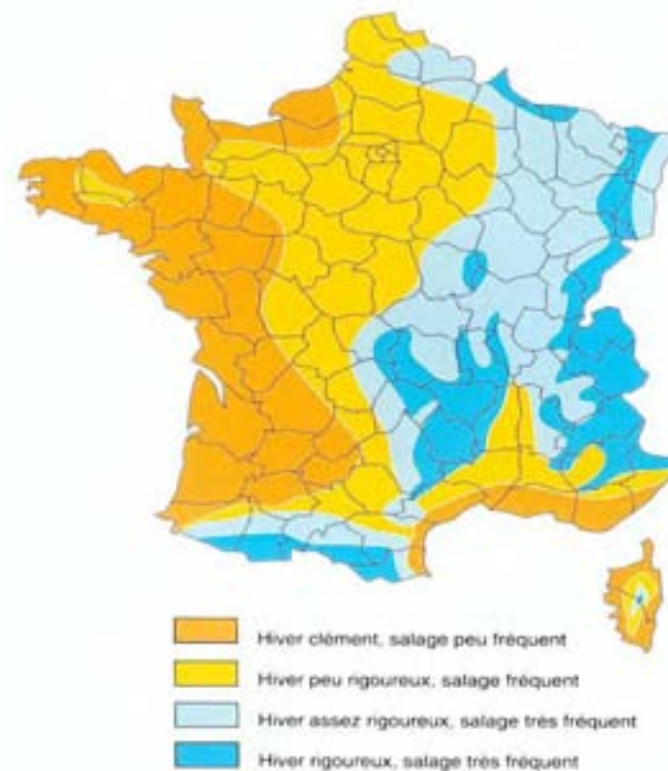 Hiver clément, salage peu fréquent
Hiver peu rigoureux, salage fréquent
Hiver assez rigoureux, salage très fréquent
Hiver rigoureux, salage très fréquent